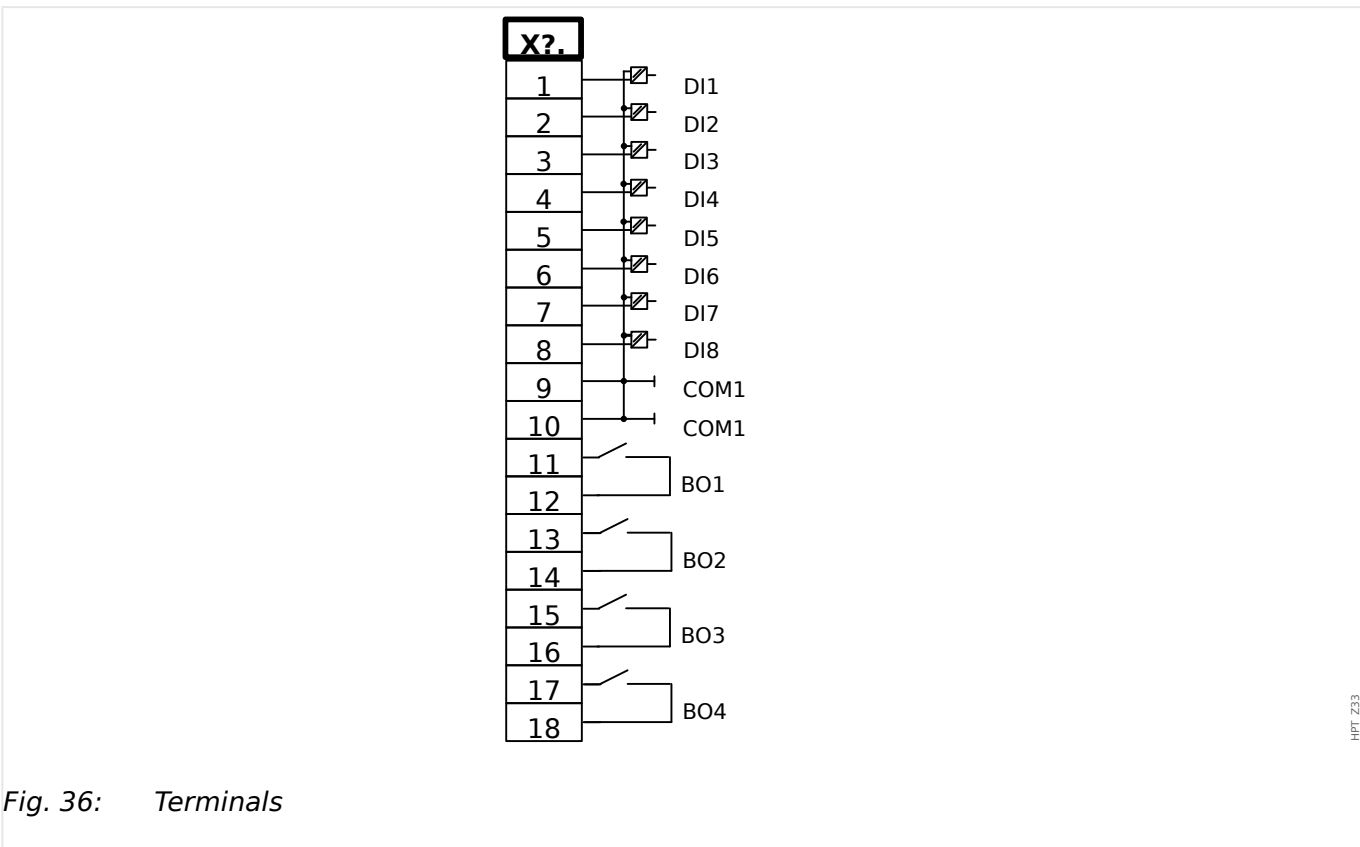 X?.
1 DI1
2 DI2
3 DI3
4 DI4
5 DI5
6 DI6
7 DI7
8 DI8
9 COM1
10 COM1
11
BO1
12
13
BO2
14
15
BO3
16
17
BO4
18
HPT Z33
Fig. 36: Terminals